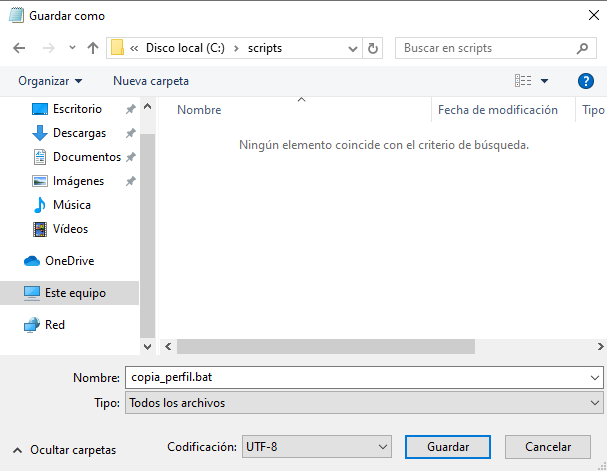 Guardar como
Disco local (C:) scripts
Buscar en scripts
Organizar Nueva carpeta
Nombre Fecha de modificación Tipo
Ningún elemento coincide con el criterio de búsqueda.
Escritorio
Descargas
Documentos
Imágenes
Música
Vídeos
OneDrive
Este equipo
Red
Nombre: copia_perfil.bat
Tipo: Todos los archivos
Ocultar carpetas Codificación: UTF-8 Guardar Cancelar